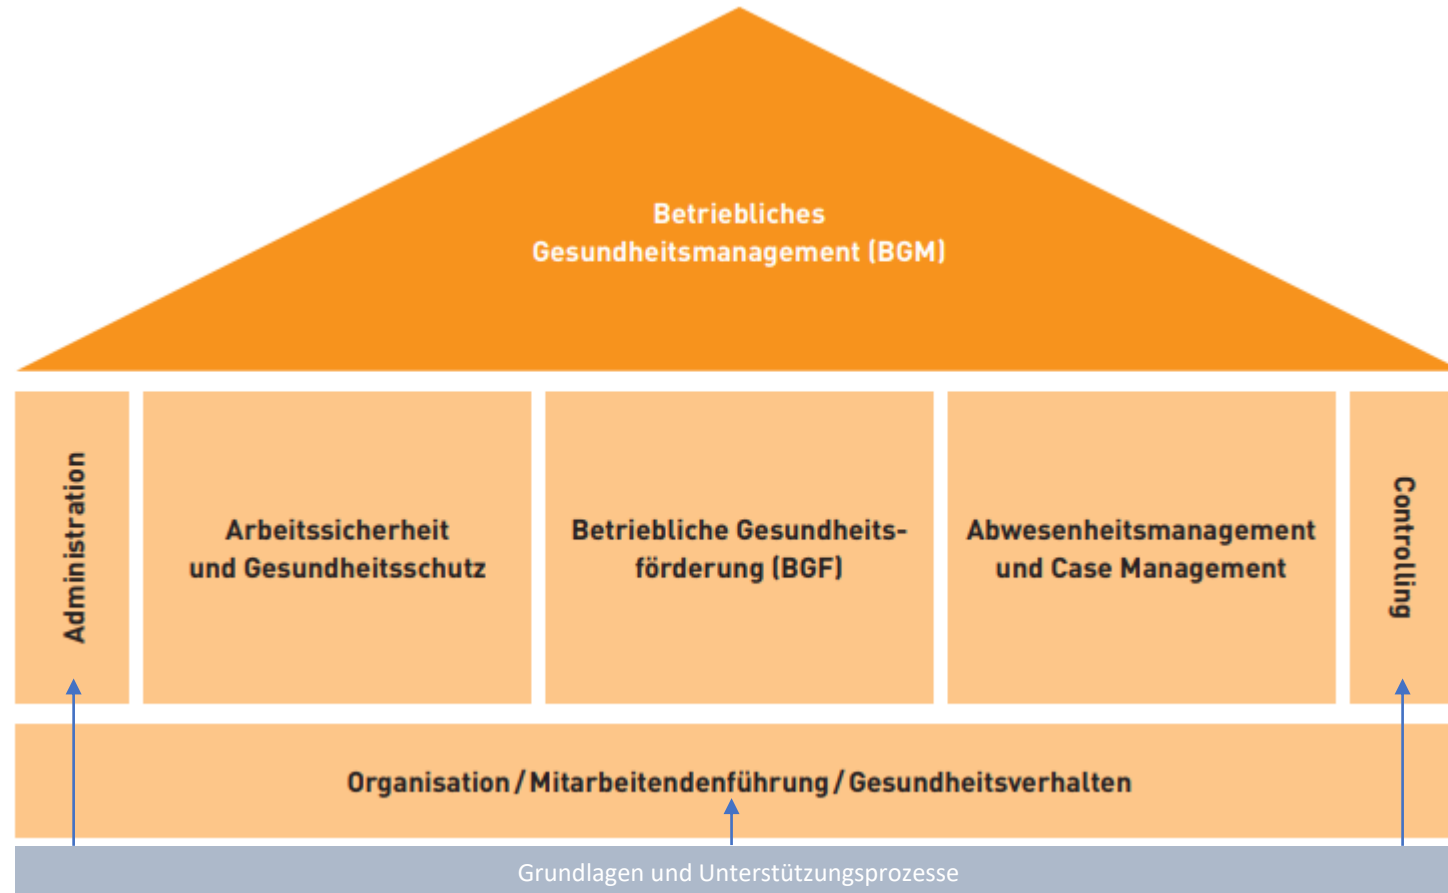 Betriebliches
Gesundheitsmanagement (BGM)
Administration
Arbeitssicherheit
und Gesundheitsschutz
Betriebliche Gesundheits-
förderung (BGF)
Abwesenheitsmanagement
und Case Management
Controlling
Organisation / Mitarbeitendenführung / Gesundheitsverhalten
Grundlagen und Unterstützungsprozesse